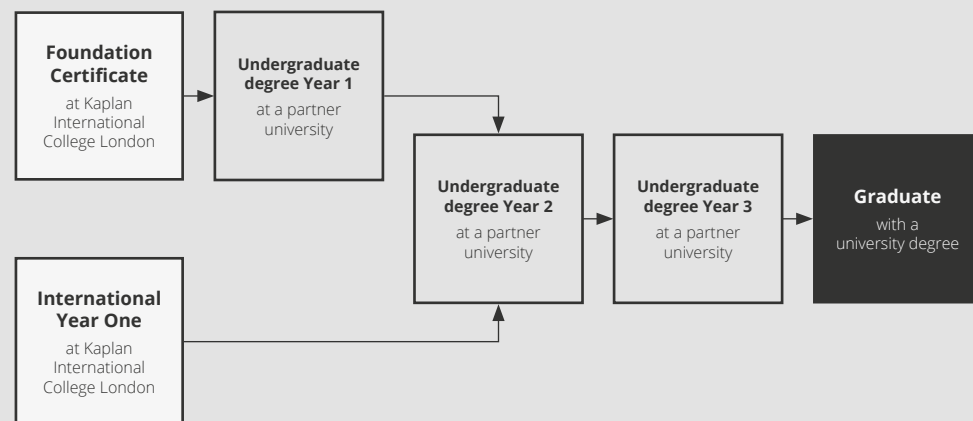 Foundation
Certificate
at Kaplan
International
College London
Undergraduate
degree Year 1
at a partner
university
Undergraduate
degree Year 2
at a partner
university
Undergraduate
degree Year 3
at a partner
university
Graduate
with a
university degree
International
Year One
at Kaplan
International
College London